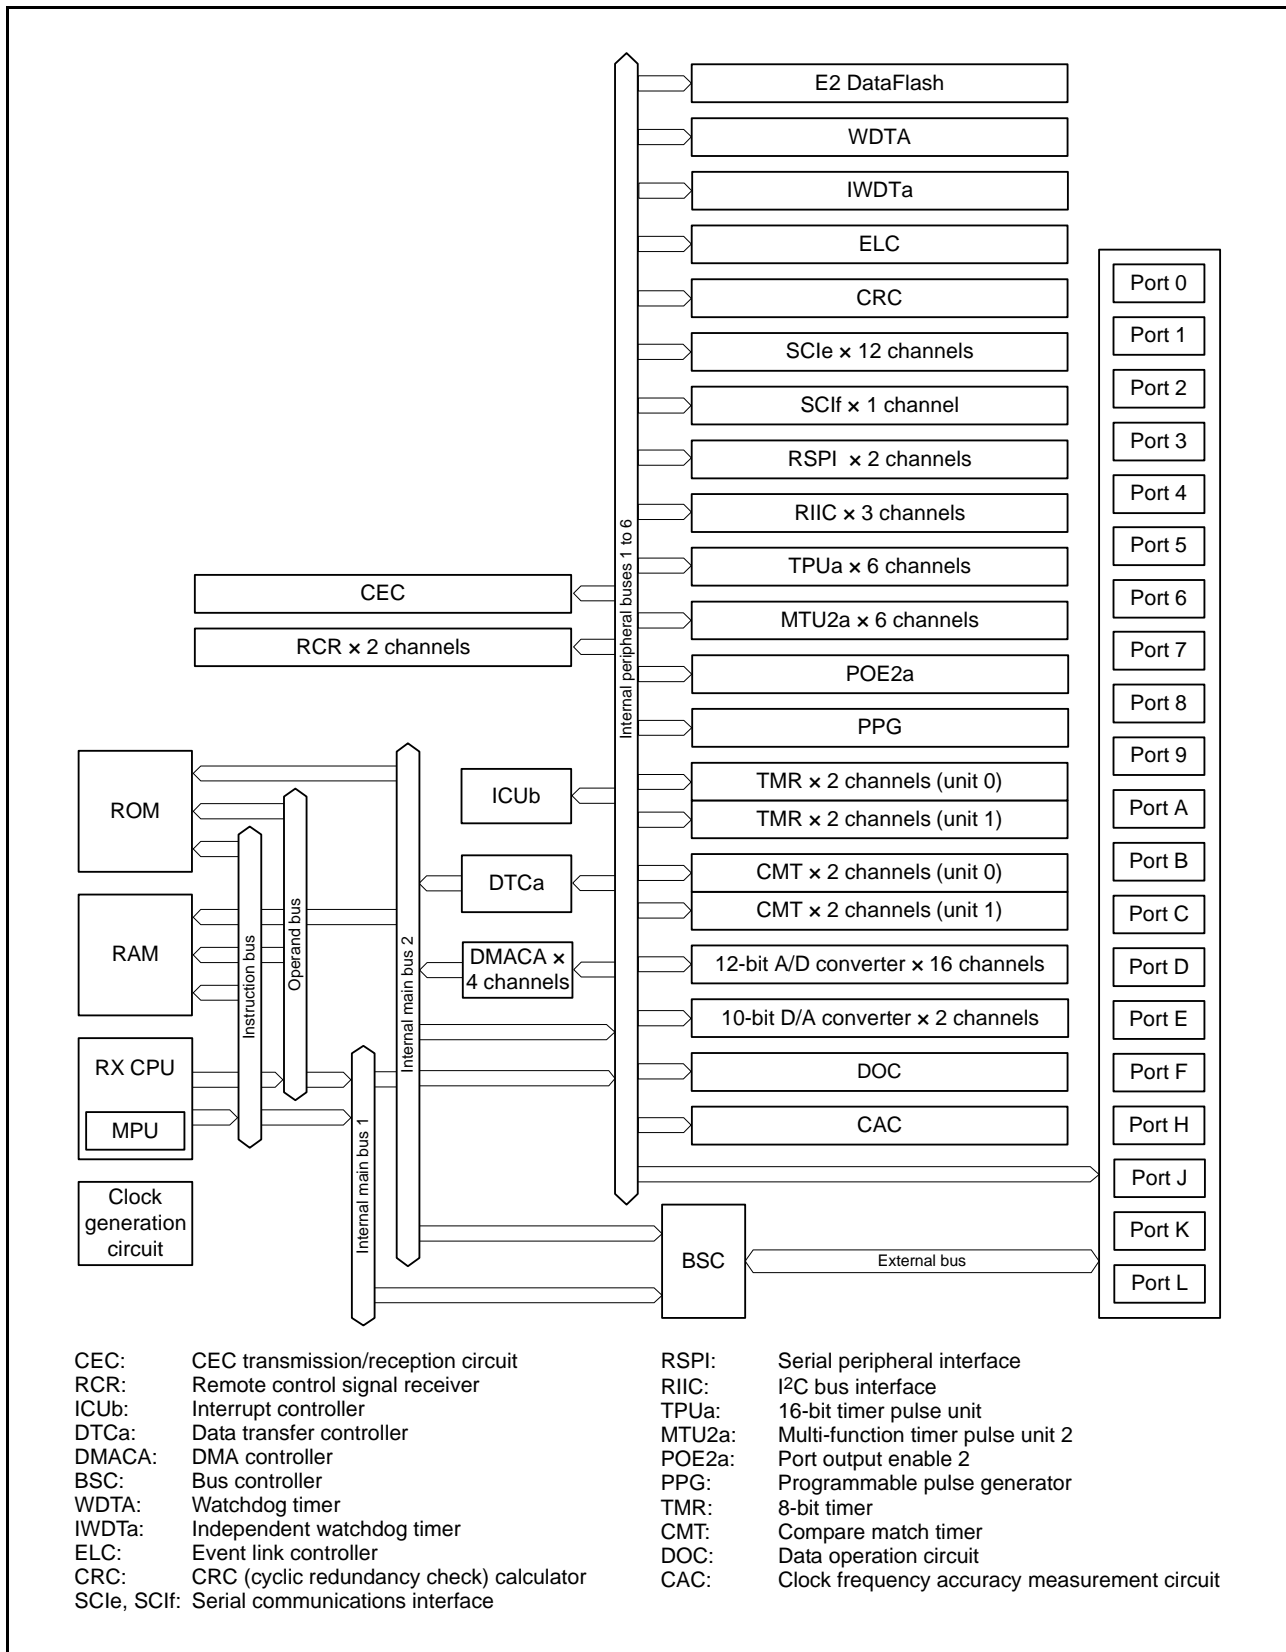 E2 DataFlash
WDTA
IWDTa
ELC
CRC
SCIe × 12 channels
SCIf × 1 channel
RSPI × 2 channels
RIIC × 3 channels
TPUa × 6 channels
MTU2a × 6 channels
POE2a
PPG
TMR × 2 channels (unit 0)
TMR × 2 channels (unit 1)
CMT × 2 channels (unit 0)
CMT × 2 channels (unit 1)
12-bit A/D converter × 16 channels
10-bit D/A converter × 2 channels
DOC
CAC
Internal peripheral buses 1 to 6
CEC
RCR × 2 channels
ICUb
DTCa
DMACA ×
4 channels
ROM
RAM
RX CPU
MPU
Clock
generation
circuit
Instruction bus
Operand bus
Internal main bus 1
Internal main bus 2
BSC
External bus
Port 0
Port 1
Port 2
Port 3
Port 4
Port 5
Port 6
Port 7
Port 8
Port 9
Port A
Port B
Port C
Port D
Port E
Port F
Port H
Port J
Port K
Port L
CEC: CEC transmission/reception circuit
RCR: Remote control signal receiver
ICUb: Interrupt controller
DTCa: Data transfer controller
DMACA: DMA controller
BSC: Bus controller
WDTA: Watchdog timer
IWDTa: Independent watchdog timer
ELC: Event link controller
CRC: CRC (cyclic redundancy check) calculator
SCIe, SCIf: Serial communications interface
RSPI: Serial peripheral interface
RIIC: I²C bus interface
TPUa: 16-bit timer pulse unit
MTU2a: Multi-function timer pulse unit 2
POE2a: Port output enable 2
PPG: Programmable pulse generator
TMR: 8-bit timer
CMT: Compare match timer
DOC: Data operation circuit
CAC: Clock frequency accuracy measurement circuit